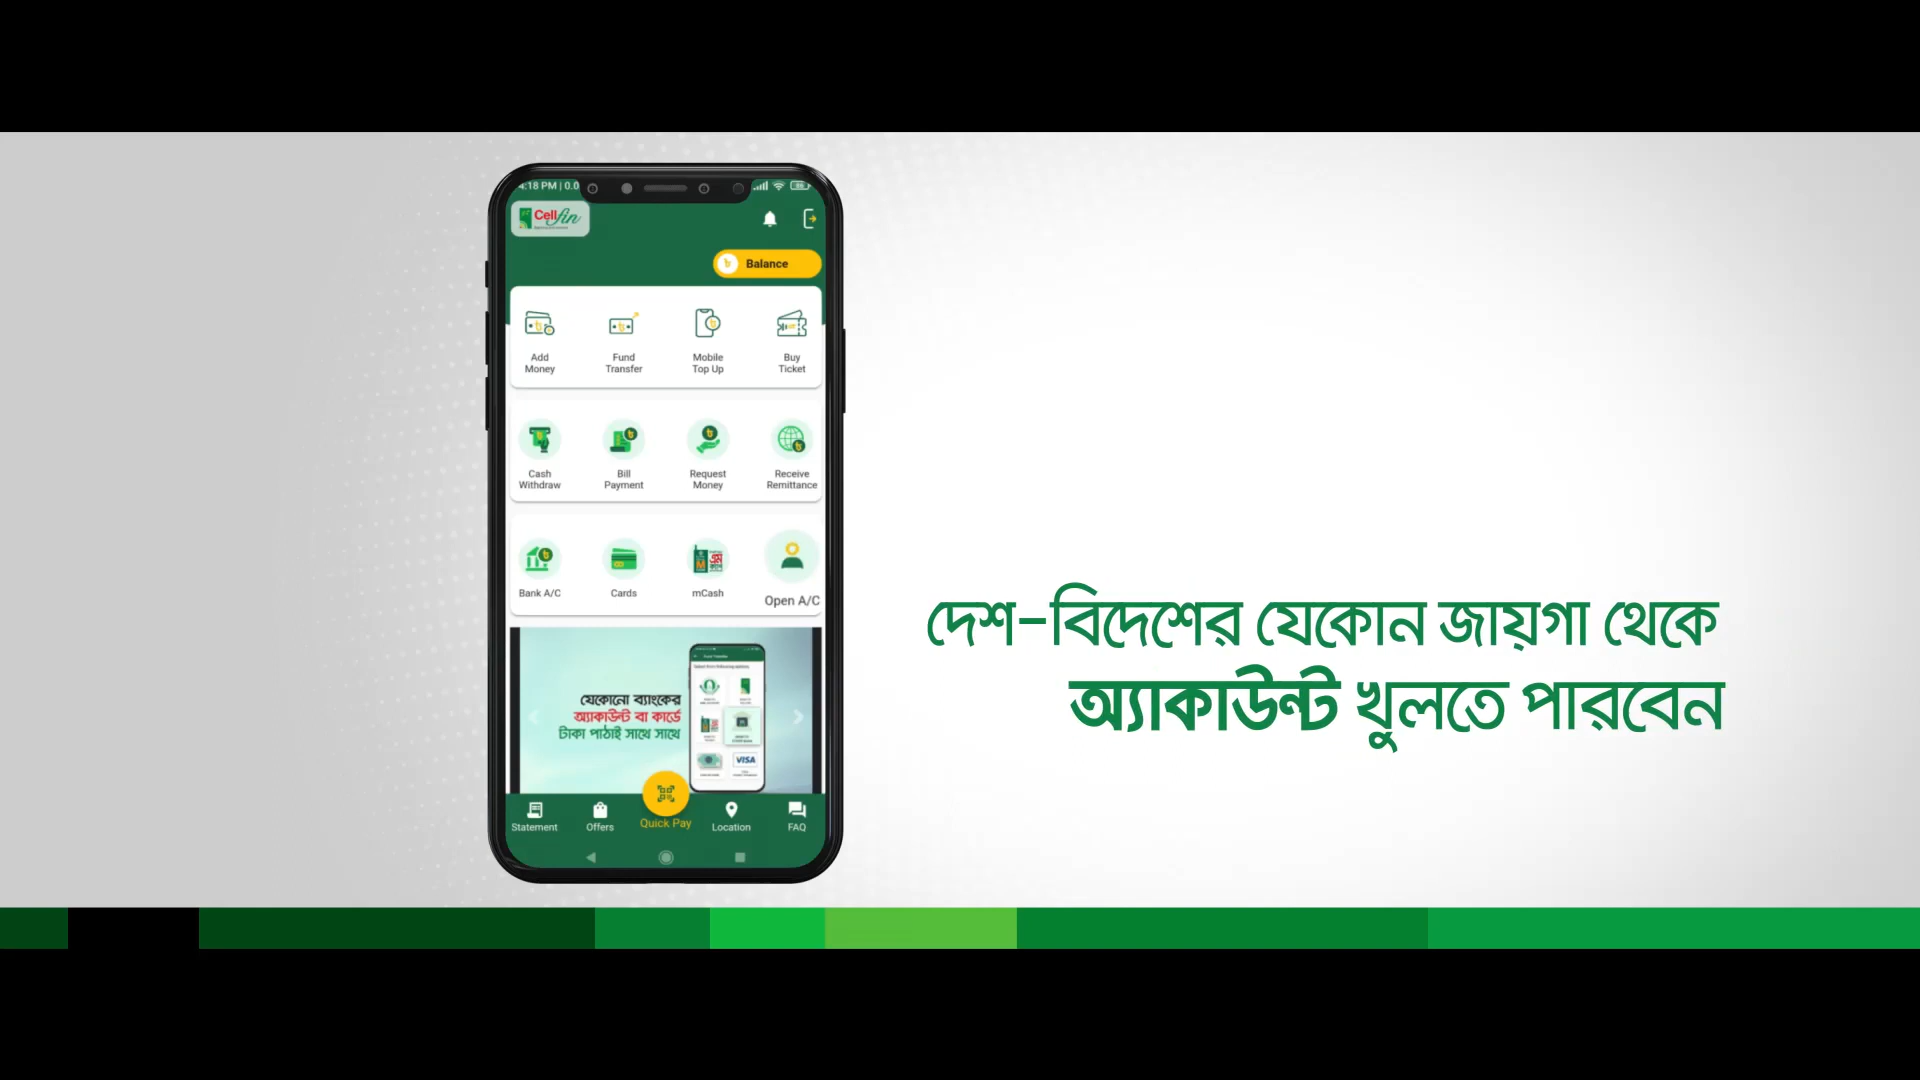 4:18 PM | 0.0
Cellfin
Balance
Add Money
Fund Transfer
Mobile Top Up
Buy Ticket
Cash Withdraw
Bill Payment
Request Money
Receive Remittance
Bank A/C
Cards
mCash
Open A/C
যেকোনো ব্যাংকের
অ্যাকাউন্ট বা কার্ডে
টাকা পাঠাই সাথে সাথে
VISA
Statement
Offers
Quick Pay
Location
FAQ
দেশ-বিদেশের যেকোন জায়গা থেকে
অ্যাকাউন্ট খুলতে পারবেন